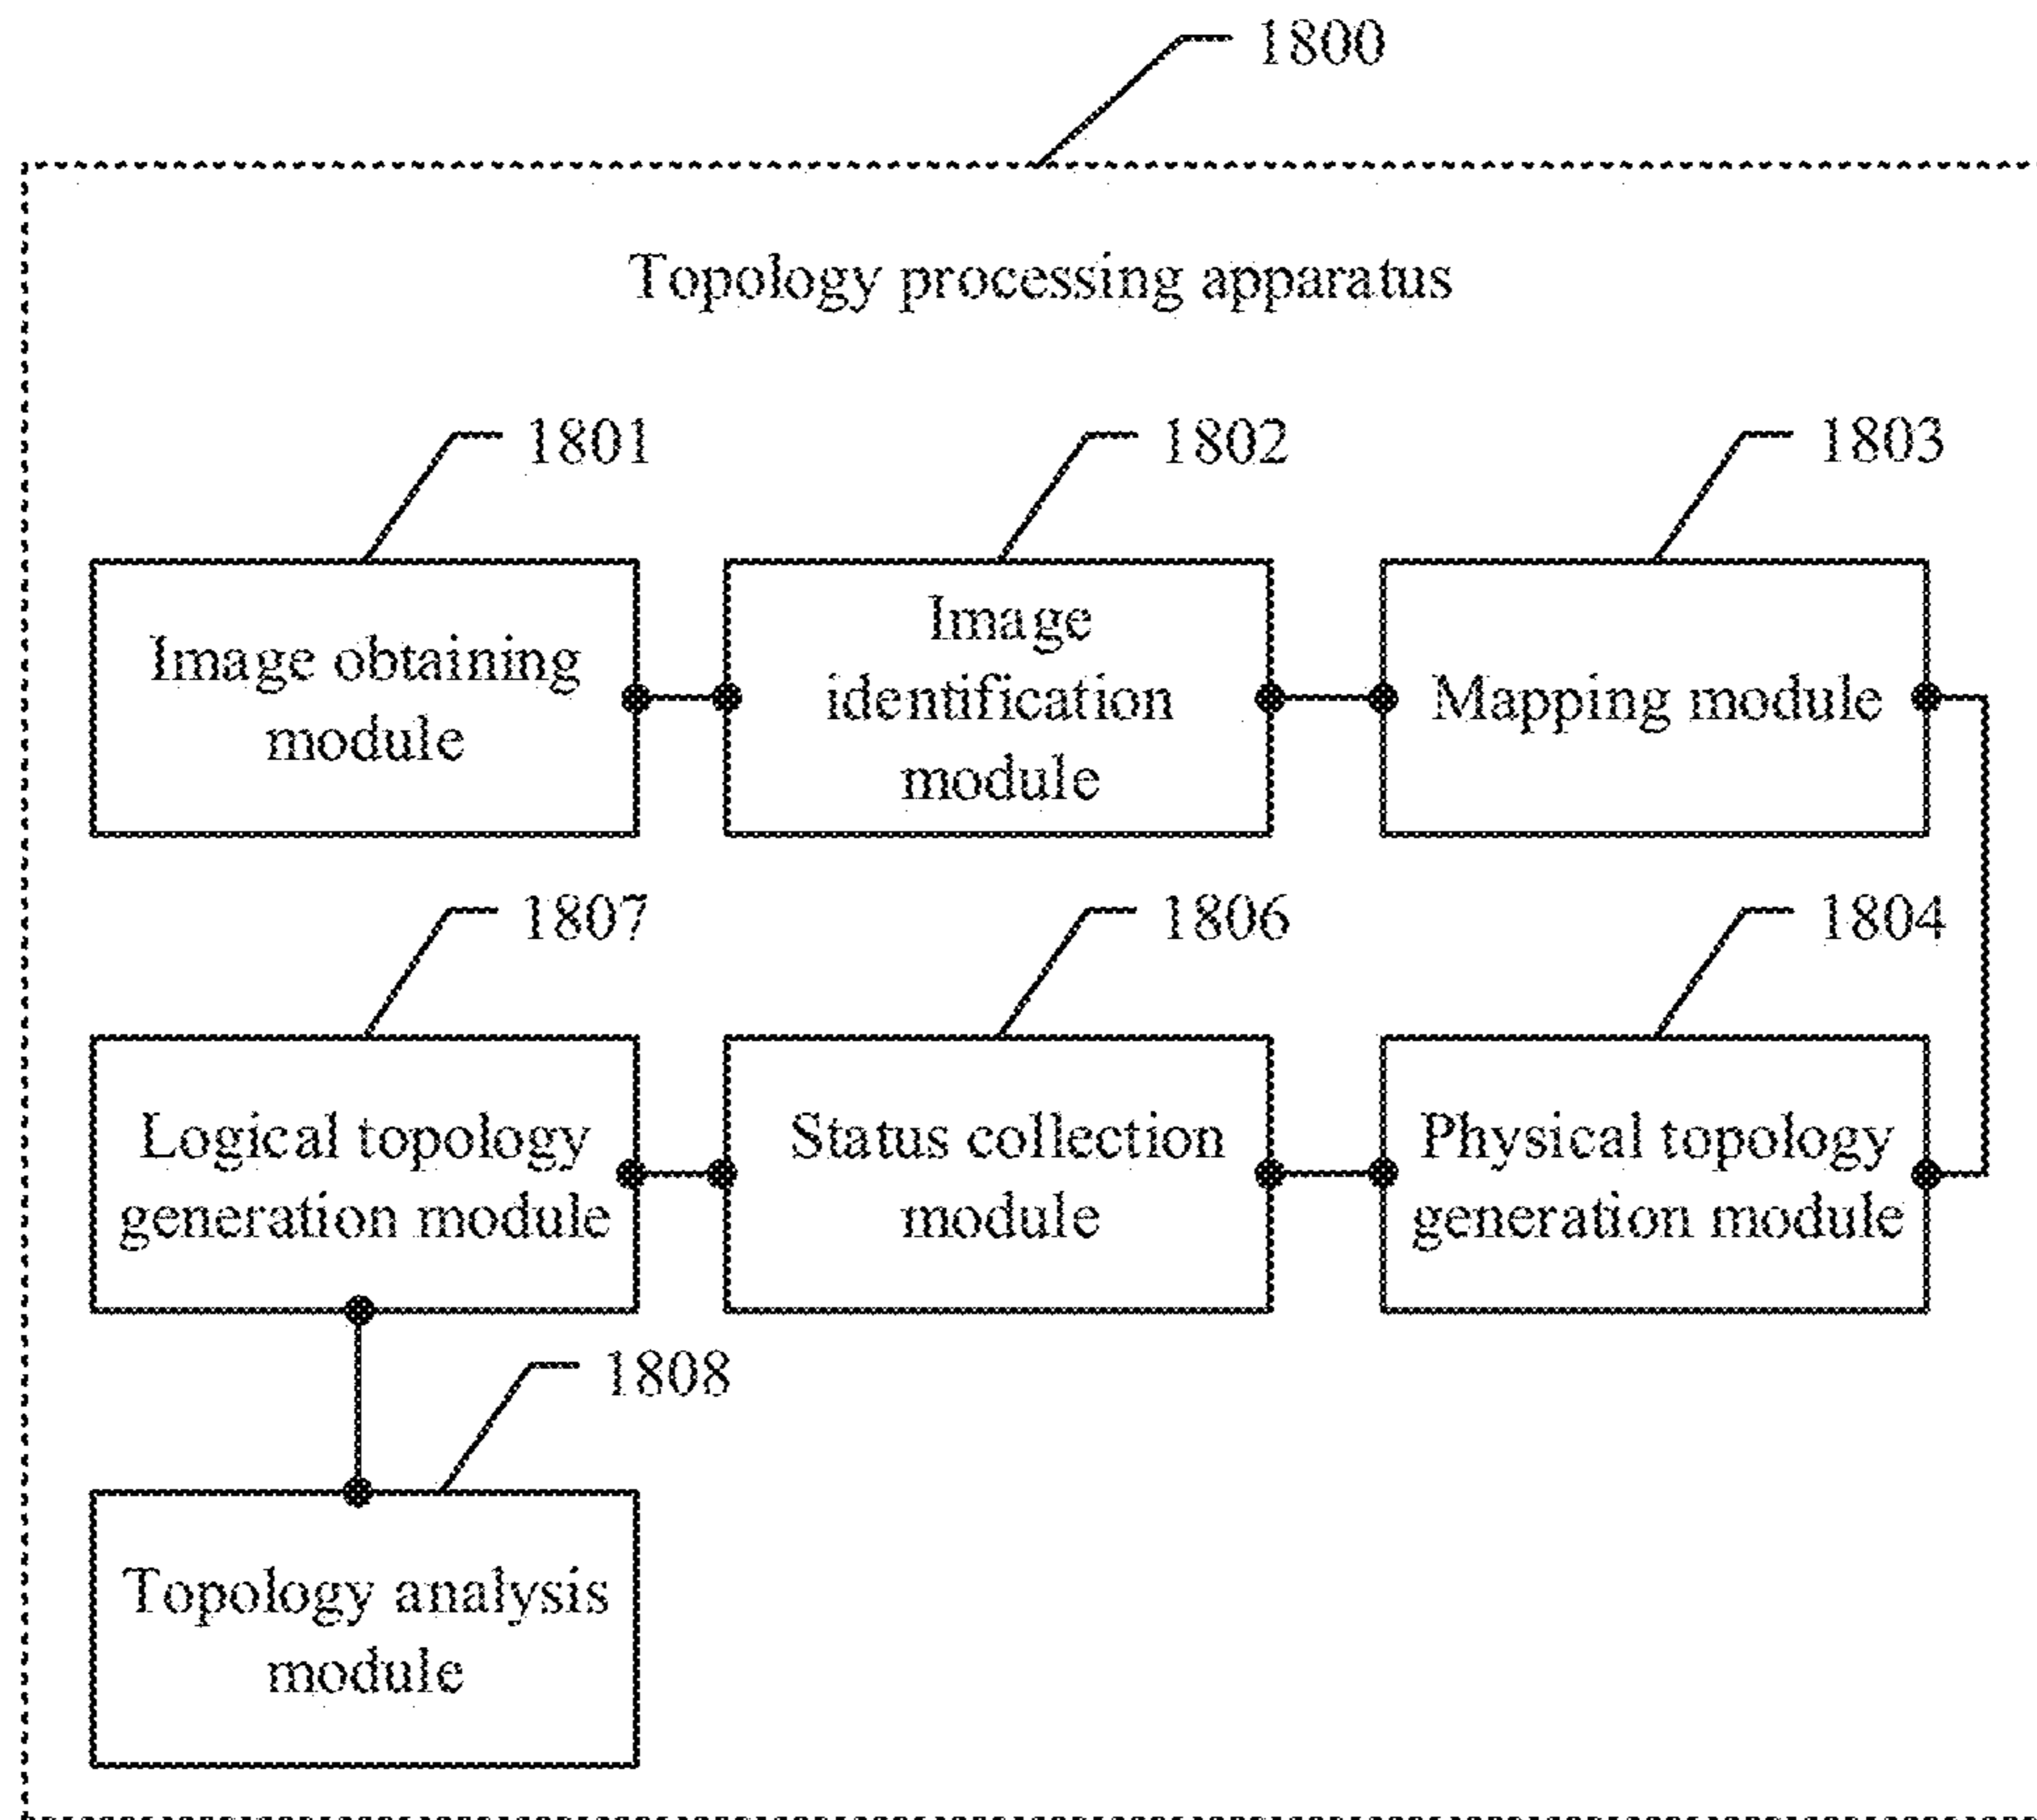 1800
Topology processing apparatus
1801
1802
1803
Image obtaining
module
Image
identification
module
Mapping module
1807
1806
1804
Logical topology
generation module
Status collection
module
Physical topology
generation module
1808
Topology analysis
module